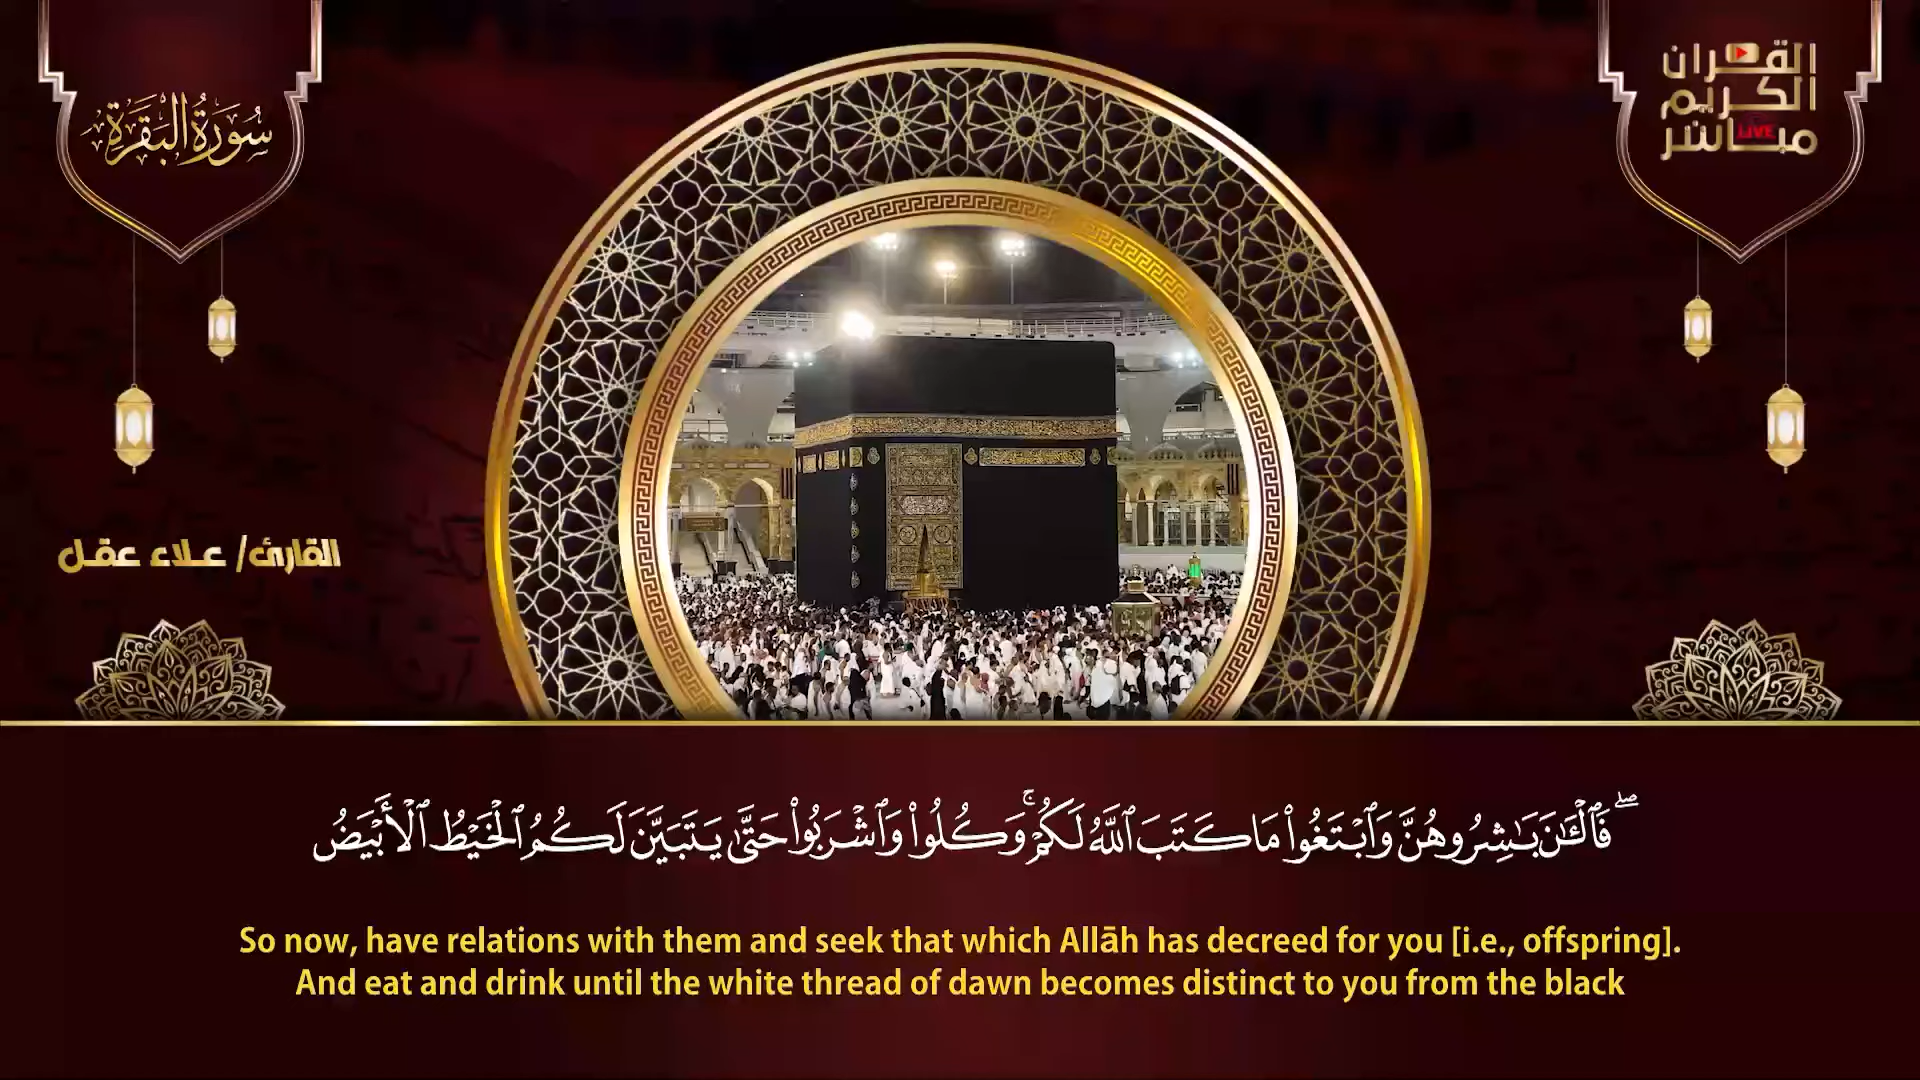 سُورَةُ البَقَرَةِ
القرآن
الكريم
مباشر
LIVE
القارئ/ علاء عقل
فَٱلْـَٰٔنَ بَـٰشِرُوهُنَّ وَٱبْتَغُوا۟ مَا كَتَبَ ٱللَّهُ لَكُمْ ۚ وَكُلُوا۟ وَٱشْرَبُوا۟ حَتَّىٰ يَتَبَيَّنَ لَكُمُ ٱلْخَيْطُ ٱلْأَبْيَضُ
So now, have relations with them and seek that which Allāh has decreed for you [i.e., offspring].
And eat and drink until the white thread of dawn becomes distinct to you from the black